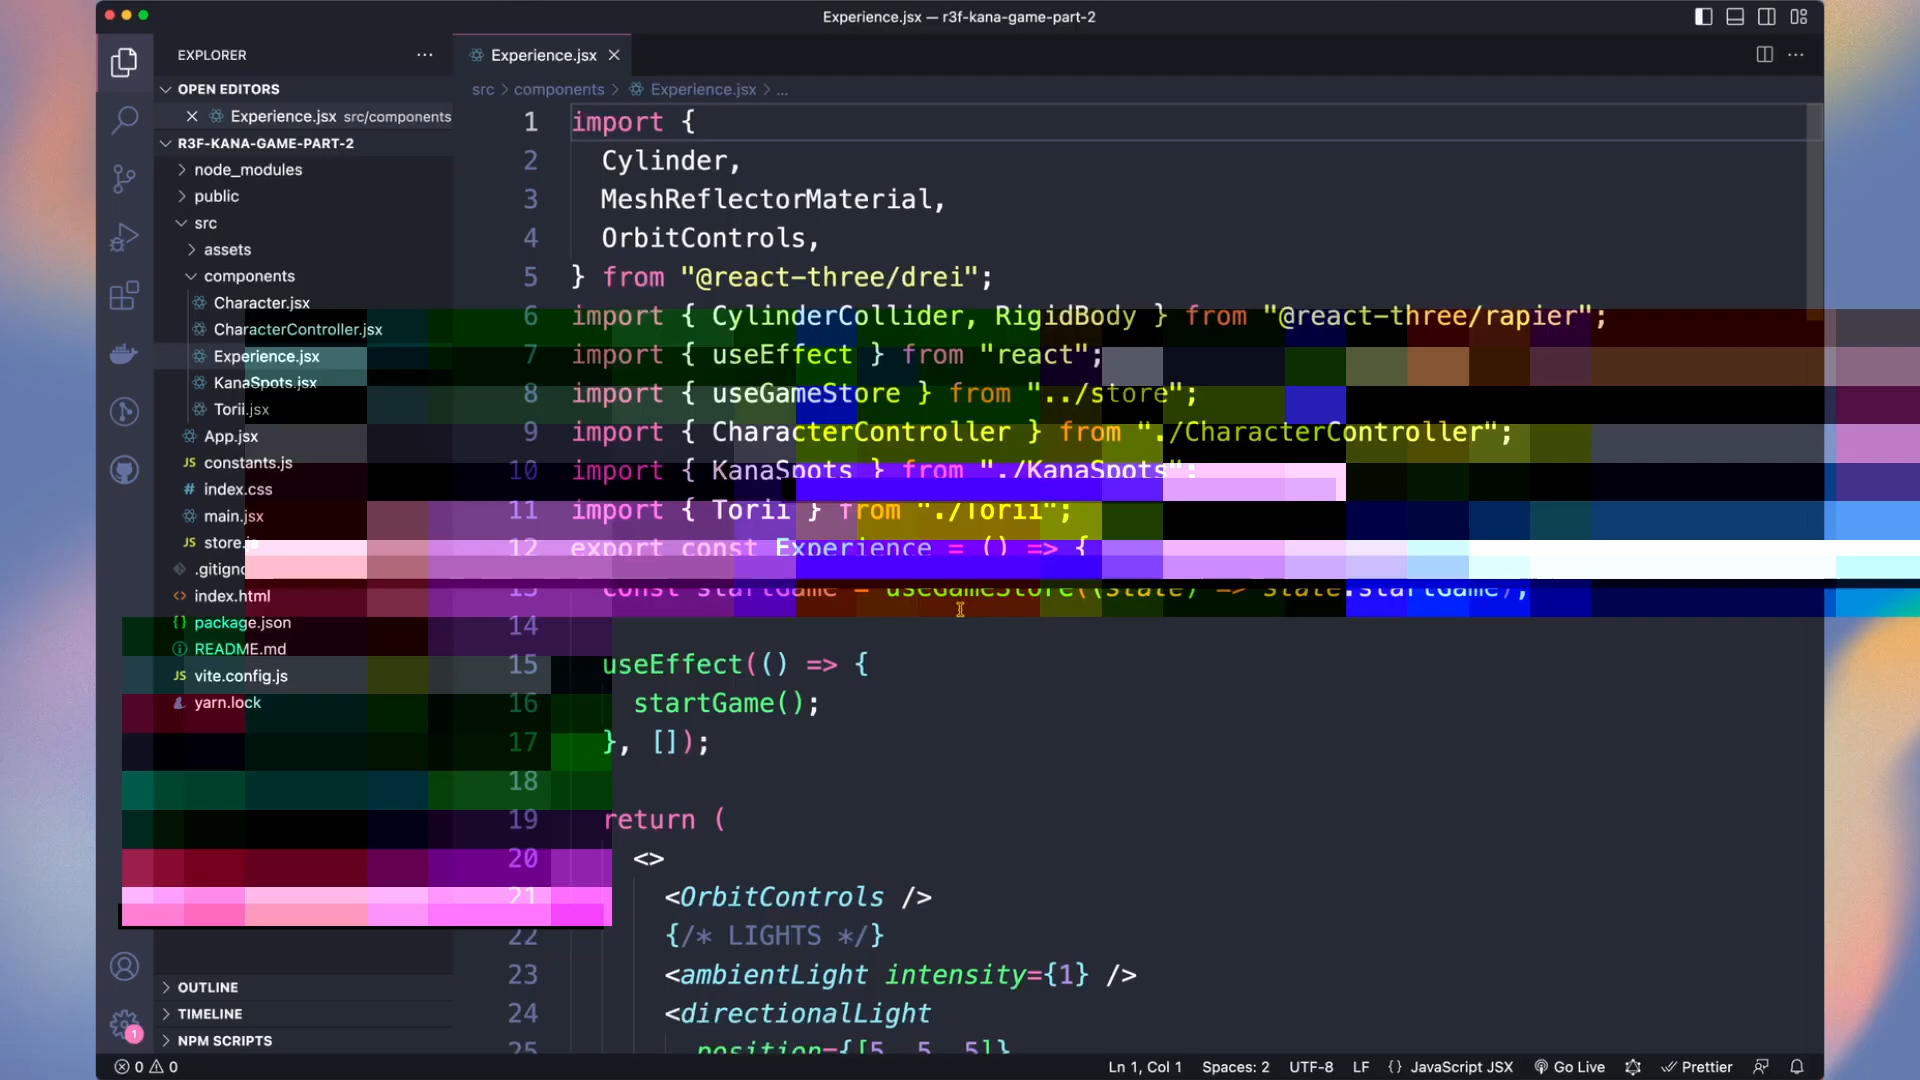 Experience.jsx — r3f-kana-game-part-2
EXPLORER
Experience.jsx
OPEN EDITORS
Experience.jsx src/components
R3F-KANA-GAME-PART-2
node_modules
public
src
assets
components
Character.jsx
CharacterController.jsx
Experience.jsx
KanaSpots.jsx
Torii.jsx
App.jsx
JS constants.js
# index.css
main.jsx
JS store.js
.gitigno
<> index.html
{} package.json
README.md
JS vite.config.js
yarn.lock
OUTLINE
TIMELINE
NPM SCRIPTS
src > components > Experience.jsx > ...
1 import {
2 Cylinder,
3 MeshReflectorMaterial,
4 OrbitControls,
5 } from "@react-three/drei";
6 import { CylinderCollider, RigidBody } from "@react-three/rapier";
7 import { useEffect } from "react";
8 import { useGameStore } from "../store";
9 import { CharacterController } from "./CharacterController";
10 import { KanaSpots } from "./KanaSpots";
11 import { Torii } from "./Torii";
12 export const Experience = () => {
13 const startGame = useGameStore((state) => state.startGame);
14
15 useEffect(() => {
16 startGame();
17 }, []);
18
19 return (
20 <>
21 <OrbitControls />
22 {/* LIGHTS */}
23 <ambientLight intensity={1} />
24 <directionalLight
25 position={[5, 5, 5]}
1
0 0
Ln 1, Col 1 Spaces: 2 UTF-8 LF {} JavaScript JSX Go Live Prettier